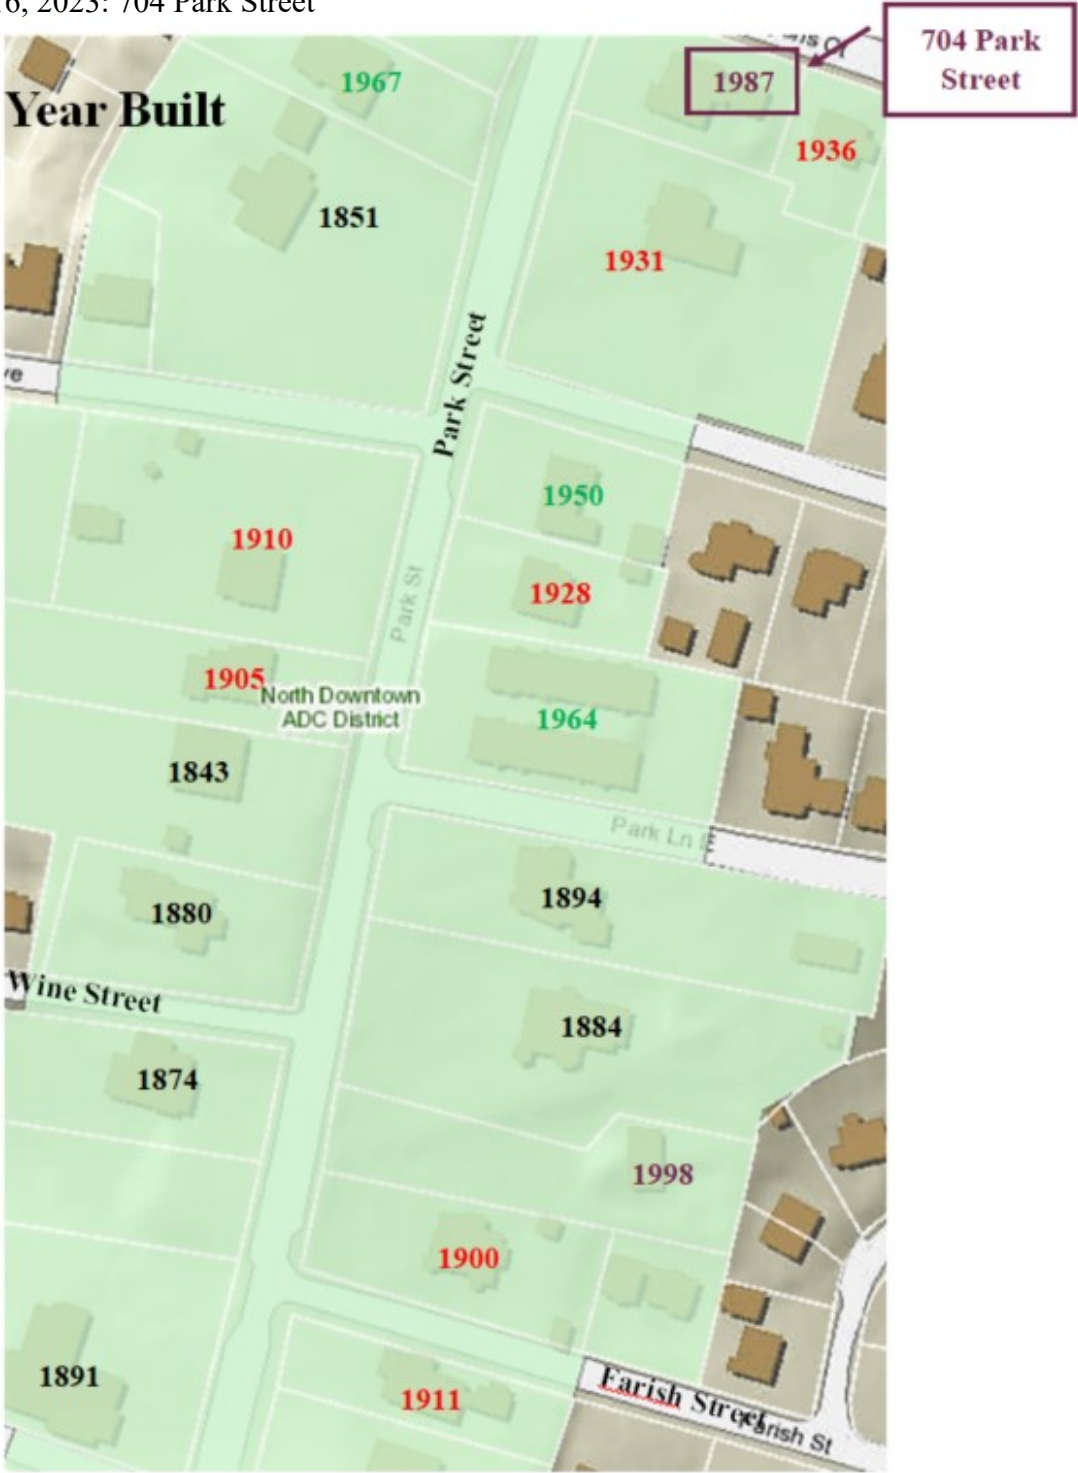 16, 2023: 704 Park Street
704 Park
Street
Year Built
1967
1987
1936
1851
1931
Park Street
ve
1950
1910
1928
Park St
1905
North Downtown
ADC District
1964
1843
Park Ln E
1894
1880
Wine Street
1884
1874
1998
1900
1891
1911
Farish Street
Farish St